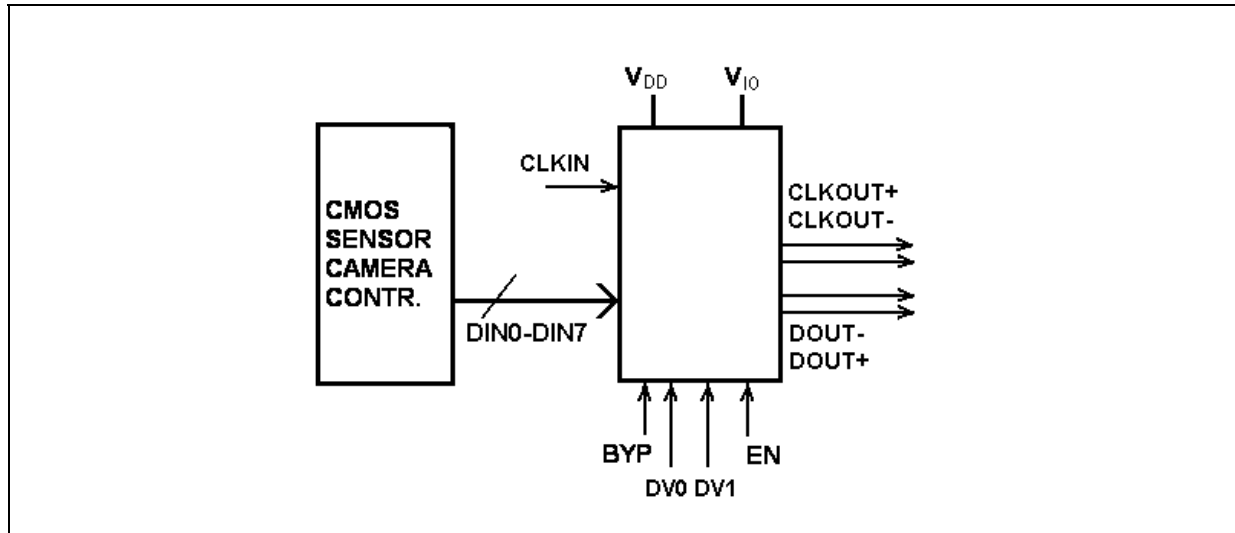 VDD
VIO
CLKIN
CMOS
SENSOR
CAMERA
CONTR.
DIN0-DIN7
CLKOUT+
CLKOUT-
DOUT-
DOUT+
BYP
DV0 DV1
EN